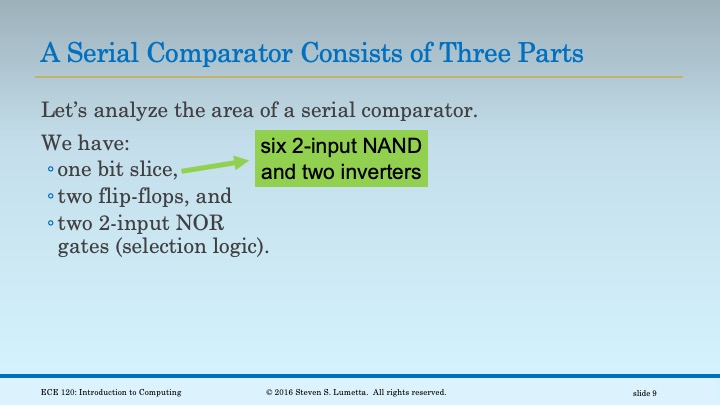 A Serial Comparator Consists of Three Parts
Let’s analyze the area of a serial comparator.
We have:
◦one bit slice,
six 2-input NAND
and two inverters
◦two flip-flops, and
◦two 2-input NOR
gates (selection logic).
ECE 120: Introduction to Computing
© 2016 Steven S. Lumetta. All rights reserved.
slide 9